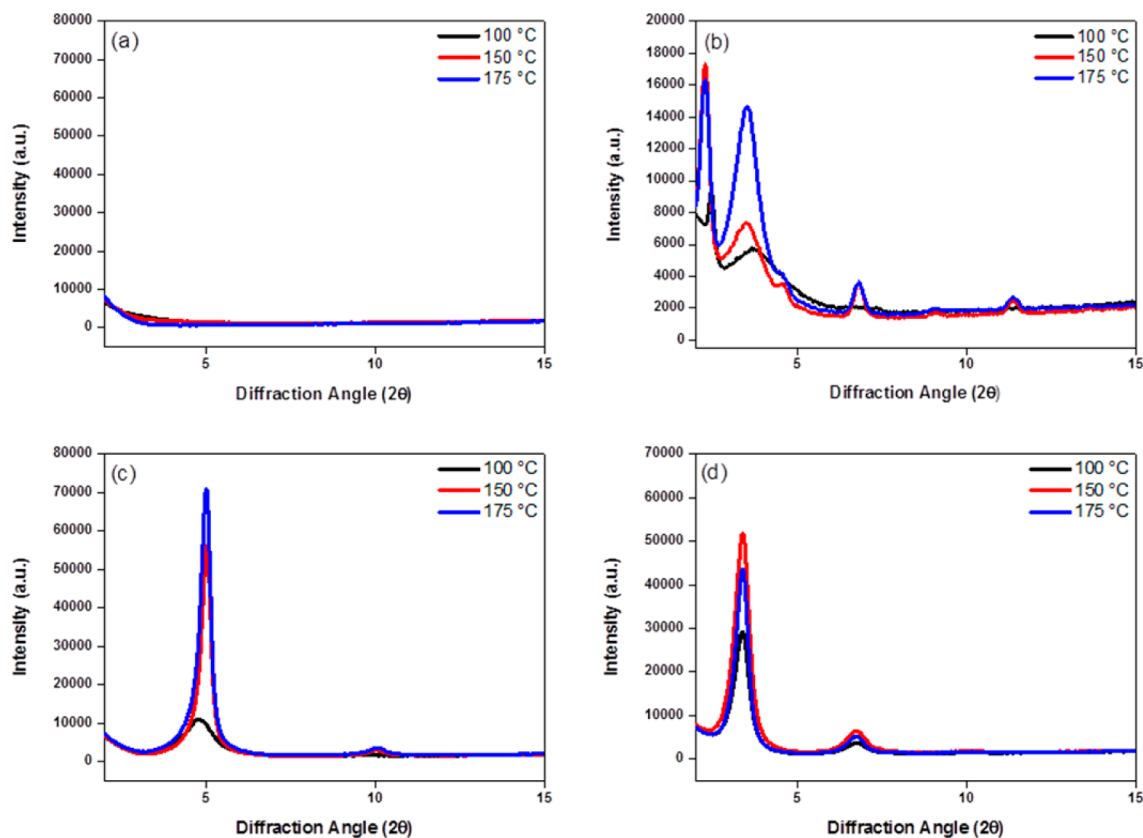 (a)
100 °C
150 °C
175 °C
80000
70000
60000
50000
40000
30000
20000
10000
0
5
10
15
Intensity (a.u.)
Diffraction Angle (2θ)
(b)
100 °C
150 °C
175 °C
20000
18000
16000
14000
12000
10000
8000
6000
4000
2000
0
5
10
15
Intensity (a.u.)
Diffraction Angle (2θ)
(c)
100 °C
150 °C
175 °C
80000
70000
60000
50000
40000
30000
20000
10000
0
5
10
15
Intensity (a.u.)
Diffraction Angle (2θ)
(d)
100 °C
150 °C
175 °C
70000
60000
50000
40000
30000
20000
10000
0
5
10
15
Intensity (a.u.)
Diffraction Angle (2θ)